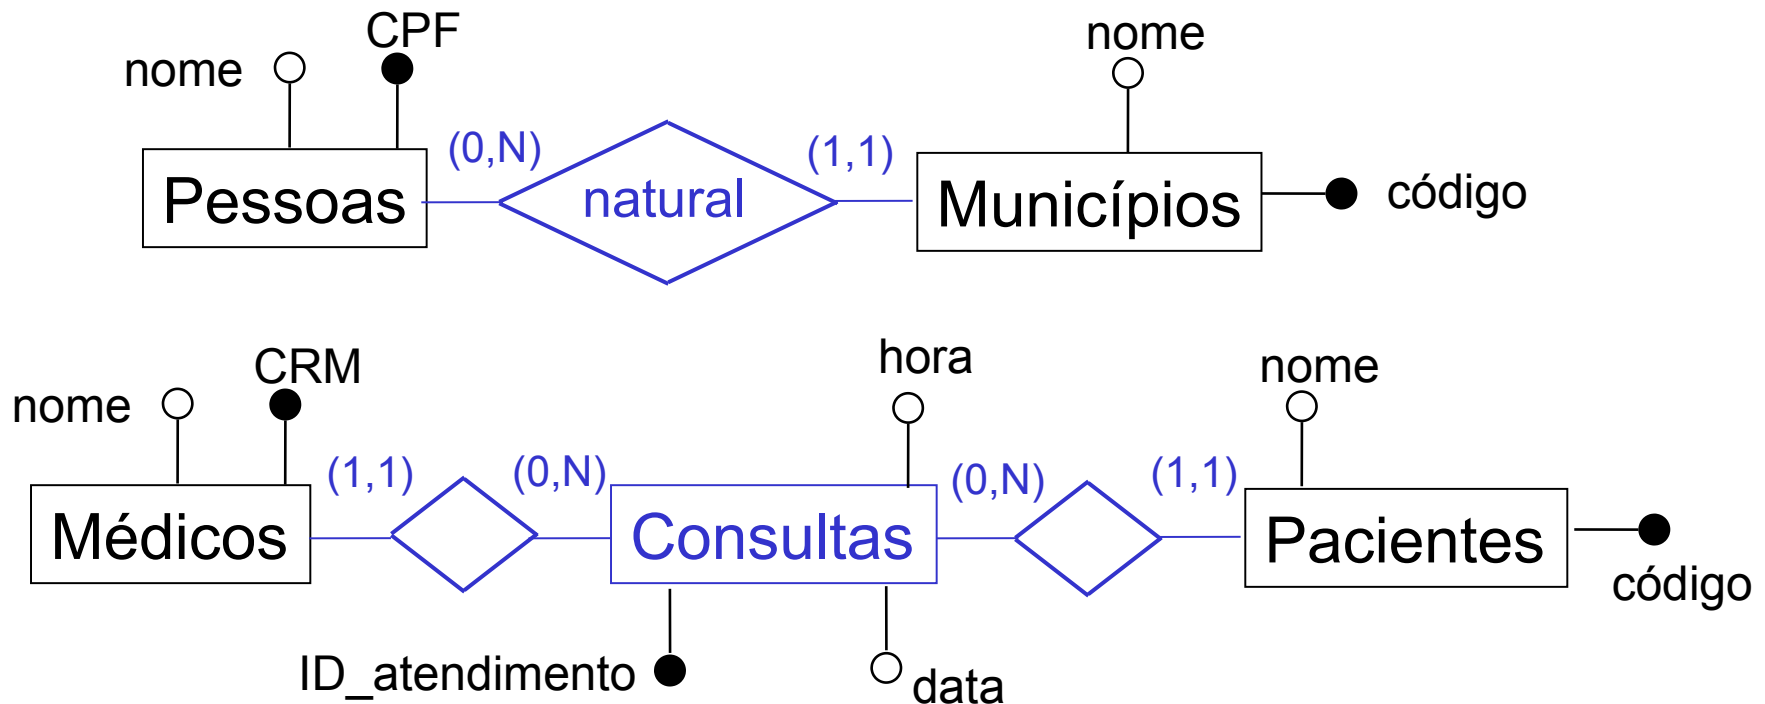 CPF
nome
nome
(0,N)
(1,1)
Pessoas
natural
Municípios
código
CRM
nome
hora
nome
(1,1)
(0,N)
(0,N)
(1,1)
Médicos
Consultas
Pacientes
código
ID_atendimento
data